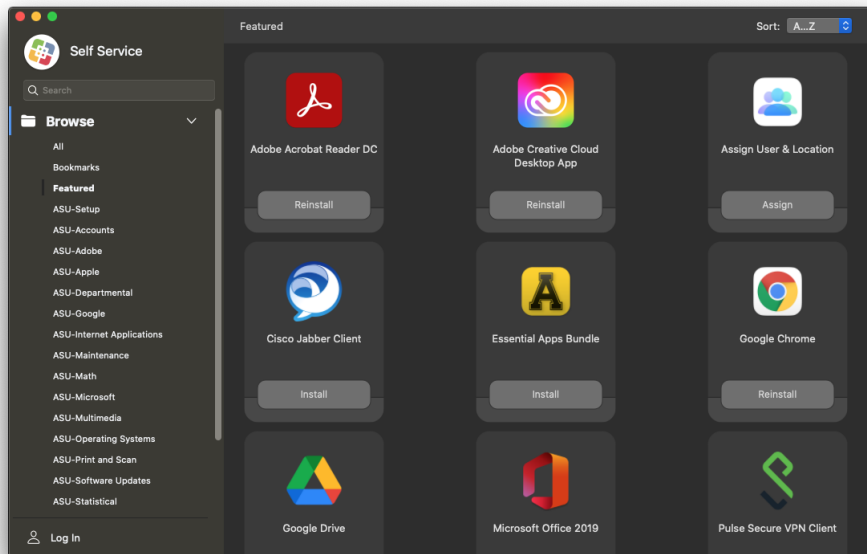 Self Service
Search
Browse
All
Bookmarks
Featured
ASU-Setup
ASU-Accounts
ASU-Adobe
ASU-Apple
ASU-Departmental
ASU-Google
ASU-Internet Applications
ASU-Maintenance
ASU-Math
ASU-Microsoft
ASU-Multimedia
ASU-Operating Systems
ASU-Print and Scan
ASU-Software Updates
ASU-Statistical
Log In
Featured
Sort: A...Z
Adobe Acrobat Reader DC
Reinstall
Adobe Creative Cloud
Desktop App
Reinstall
Assign User & Location
Assign
Cisco Jabber Client
Install
A
Essential Apps Bundle
Install
Google Chrome
Reinstall
Google Drive
Microsoft Office 2019
Pulse Secure VPN Client